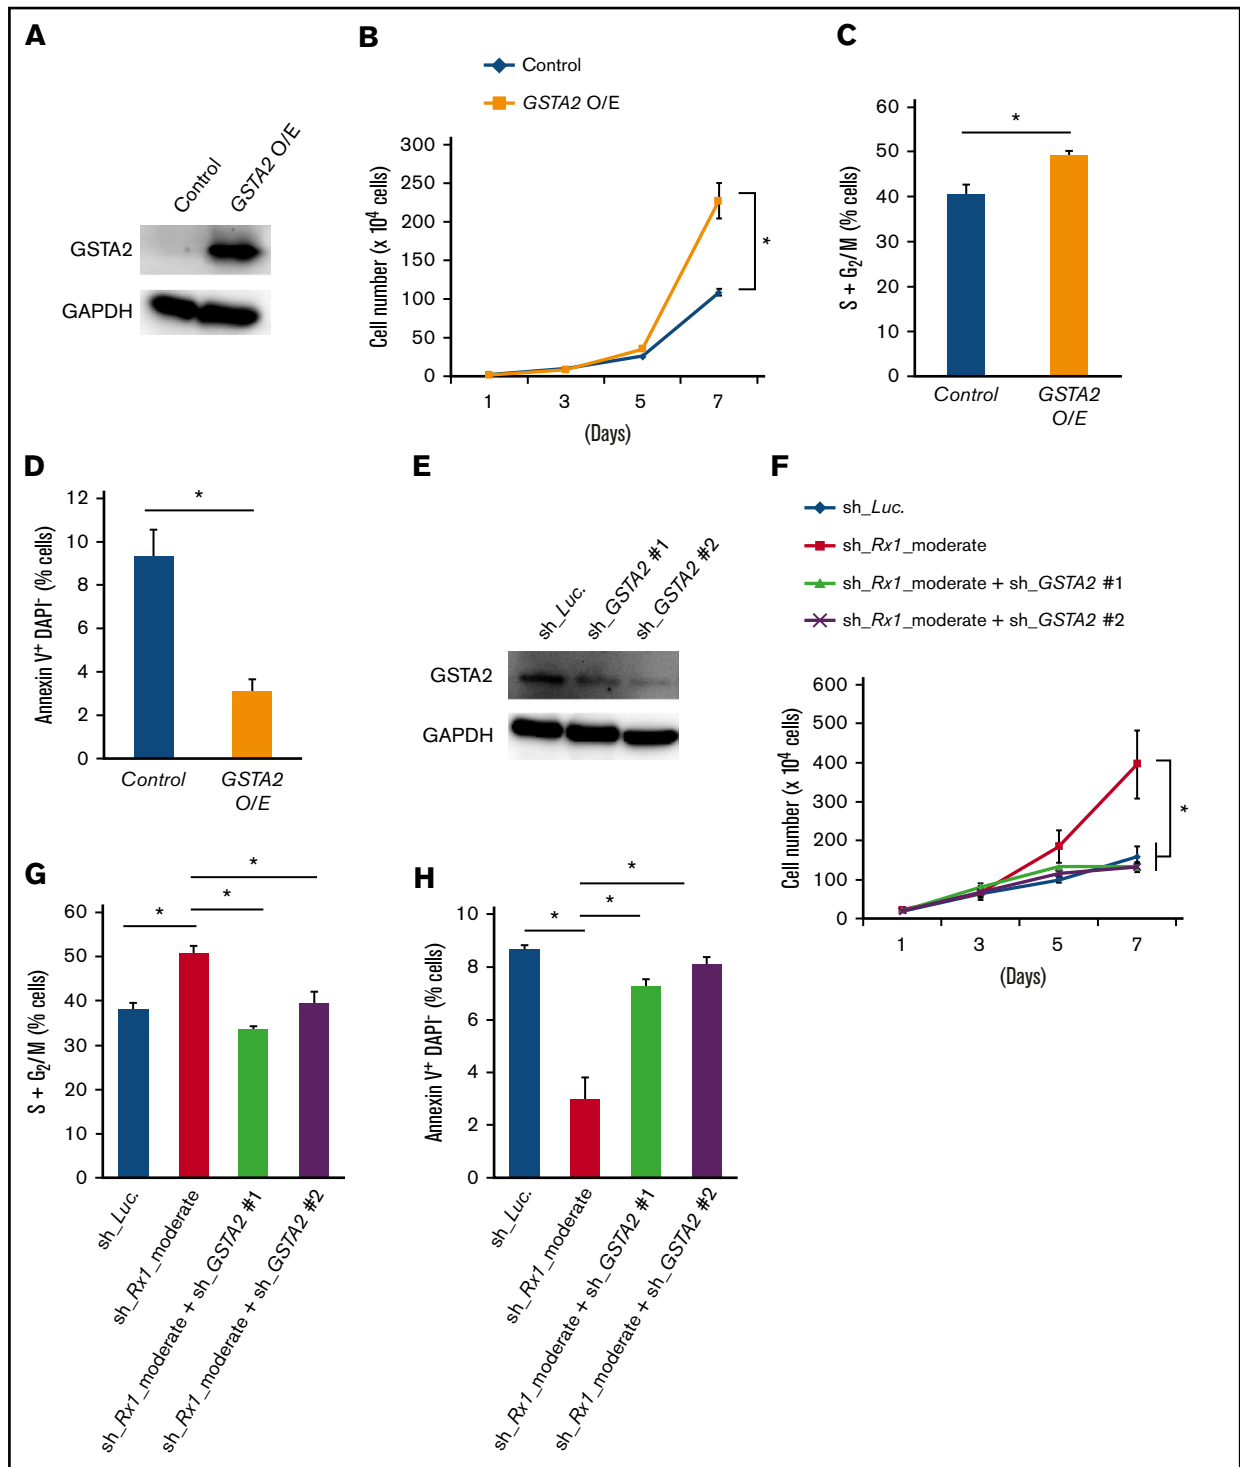 A
Control
GSTA2 O/E
GSTA2
GAPDH
B
Control
GSTA2 O/E
Cell number (x 10⁴ cells)
300
250
200
150
100
50
0
*
1 3 5 7
(Days)
C
S + G₂/M (% cells)
60
50
40
30
20
10
0
*
Control
GSTA2
O/E
D
Annexin V⁺ DAPI⁻ (% cells)
12
10
8
6
4
2
0
*
Control
GSTA2
O/E
E
sh_Luc.
sh_GSTA2 #1
sh_GSTA2 #2
GSTA2
GAPDH
F
sh_Luc.
sh_Rx1_moderate
sh_Rx1_moderate + sh_GSTA2 #1
sh_Rx1_moderate + sh_GSTA2 #2
Cell number (x 10⁴ cells)
600
500
400
300
200
100
0
*
1 3 5 7
(Days)
G
S + G₂/M (% cells)
60
50
40
30
20
10
0
*
*
*
sh_Luc.
sh_Rx1_moderate
sh_Rx1_moderate + sh_GSTA2 #1
sh_Rx1_moderate + sh_GSTA2 #2
H
Annexin V⁺ DAPI⁻ (% cells)
10
8
6
4
2
0
*
*
*
sh_Luc.
sh_Rx1_moderate
sh_Rx1_moderate + sh_GSTA2 #1
sh_Rx1_moderate + sh_GSTA2 #2